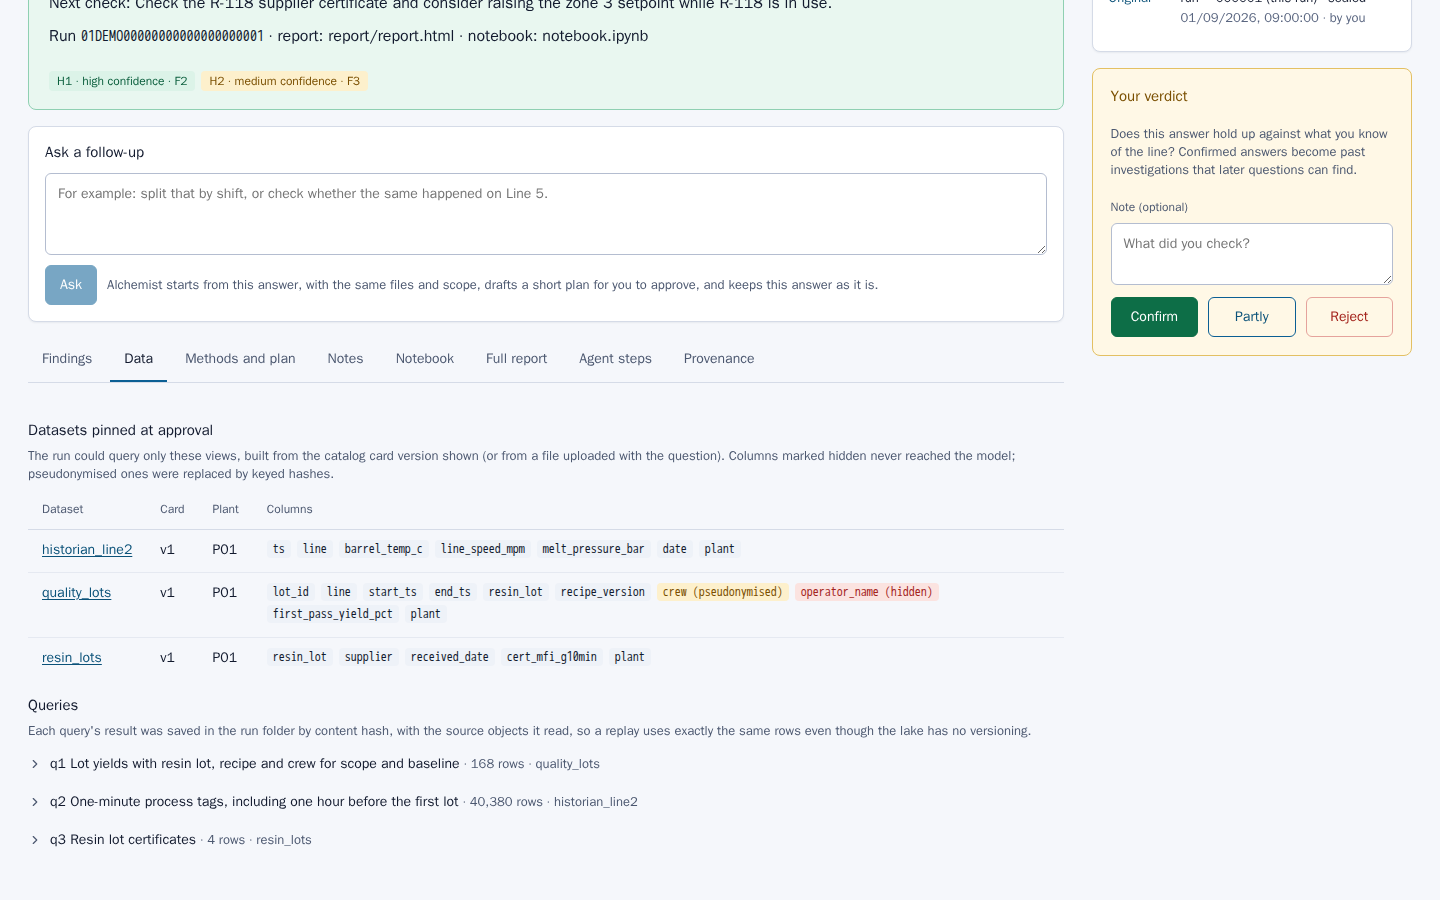 Next check: Check the R-118 supplier certificate and consider raising the zone 3 setpoint while R-118 is in use.
Run 01DEMO00000000000000000001 · report: report/report.html · notebook: notebook.ipynb
H1 · high confidence · F2
H2 · medium confidence · F3
01/09/2026, 09:00:00 · by you
Your verdict
Does this answer hold up against what you know
of the line? Confirmed answers become past
investigations that later questions can find.
Note (optional)
What did you check?
Confirm
Partly
Reject
Ask a follow-up
For example: split that by shift, or check whether the same happened on Line 5.
Ask
Alchemist starts from this answer, with the same files and scope, drafts a short plan for you to approve, and keeps this answer as it is.
Findings
Data
Methods and plan
Notes
Notebook
Full report
Agent steps
Provenance
Datasets pinned at approval
The run could query only these views, built from the catalog card version shown (or from a file uploaded with the question). Columns marked hidden never reached the model;
pseudonymised ones were replaced by keyed hashes.
Dataset Card Plant Columns
historian_line2 v1 P01 ts line barrel_temp_c line_speed_mpm melt_pressure_bar date plant
quality_lots v1 P01 lot_id line start_ts end_ts resin_lot recipe_version crew (pseudonymised) operator_name (hidden)
first_pass_yield_pct plant
resin_lots v1 P01 resin_lot supplier received_date cert_mfi_g10min plant
Queries
Each query's result was saved in the run folder by content hash, with the source objects it read, so a replay uses exactly the same rows even though the lake has no versioning.
q1 Lot yields with resin lot, recipe and crew for scope and baseline · 168 rows · quality_lots
q2 One-minute process tags, including one hour before the first lot · 40,380 rows · historian_line2
q3 Resin lot certificates · 4 rows · resin_lots